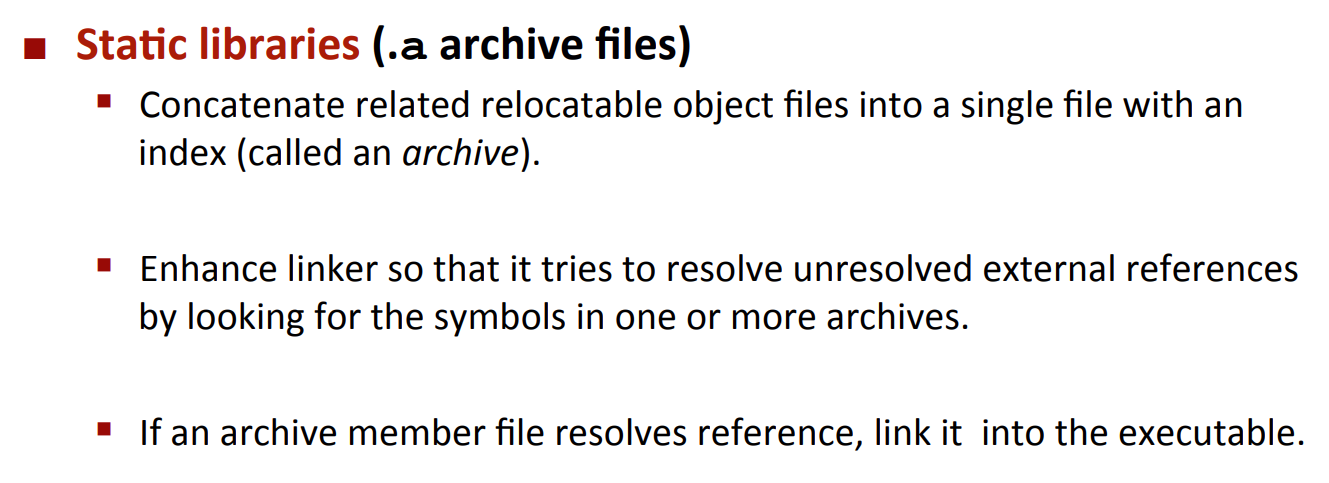 ■ Static libraries (.a archive files)
▪ Concatenate related relocatable object files into a single file with an
index (called an archive).
▪ Enhance linker so that it tries to resolve unresolved external references
by looking for the symbols in one or more archives.
▪ If an archive member file resolves reference, link it  into the executable.